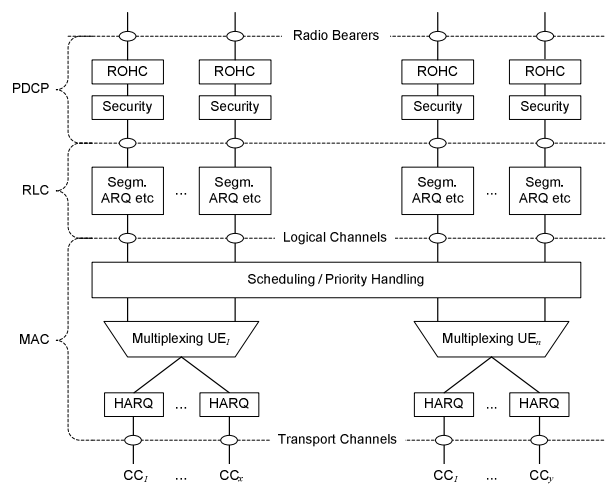 Radio Bearers
ROHC ROHC ROHC ROHC
PDCP
Security Security Security Security
RLC
Segm. ARQ etc ... Segm. ARQ etc Segm. ARQ etc ... Segm. ARQ etc
Logical Channels
Scheduling / Priority Handling
MAC
Multiplexing UE1 Multiplexing UEn
HARQ ... HARQ HARQ ... HARQ
Transport Channels
CC1 ... CCx CC1 ... CCy